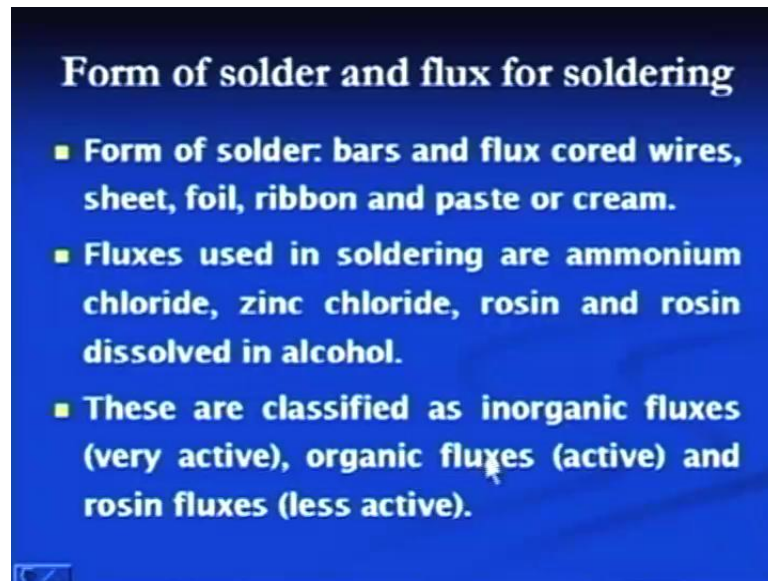 Form of solder and flux for soldering
Form of solder: bars and flux cored wires,
sheet, foil, ribbon and paste or cream.
Fluxes used in soldering are ammonium
chloride, zinc chloride, rosin and rosin
dissolved in alcohol.
These are classified as inorganic fluxes
(very active), organic fluxes (active) and
rosin fluxes (less active).